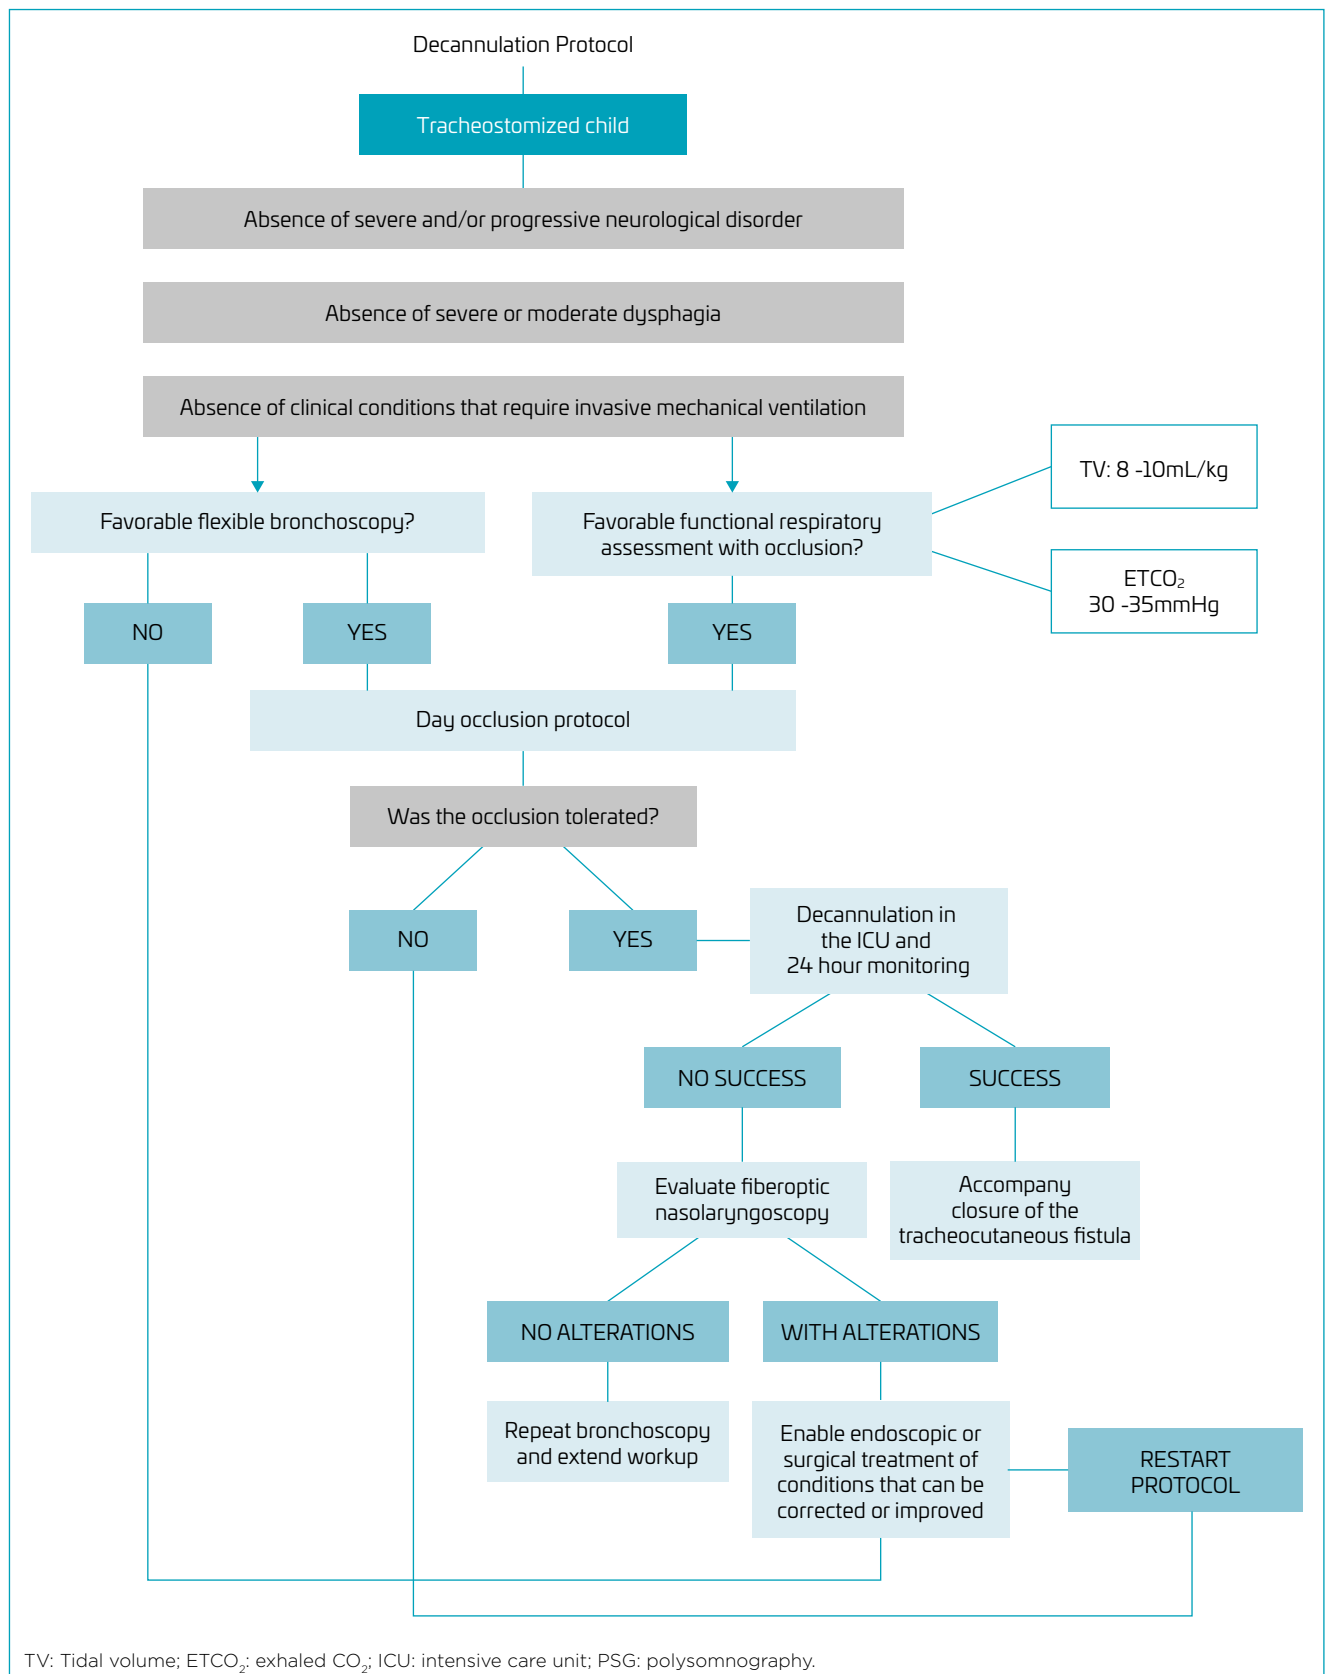 Decannulation Protocol
Tracheostomized child
Absence of severe and/or progressive neurological disorder
Absence of severe or moderate dysphagia
Absence of clinical conditions that require invasive mechanical ventilation
TV: 8 -10mL/kg
Favorable flexible bronchoscopy?
Favorable functional respiratory
assessment with occlusion?
ETCO₂
30 -35mmHg
NO
YES
YES
Day occlusion protocol
Was the occlusion tolerated?
NO
YES
Decannulation in
the ICU and
24 hour monitoring
NO SUCCESS
SUCCESS
Evaluate fiberoptic
nasolaryngoscopy
Accompany
closure of the
tracheocutaneous fistula
NO ALTERATIONS
WITH ALTERATIONS
Repeat bronchoscopy
and extend workup
Enable endoscopic or
surgical treatment of
conditions that can be
corrected or improved
RESTART
PROTOCOL
TV: Tidal volume; ETCO₂: exhaled CO₂; ICU: intensive care unit; PSG: polysomnography.